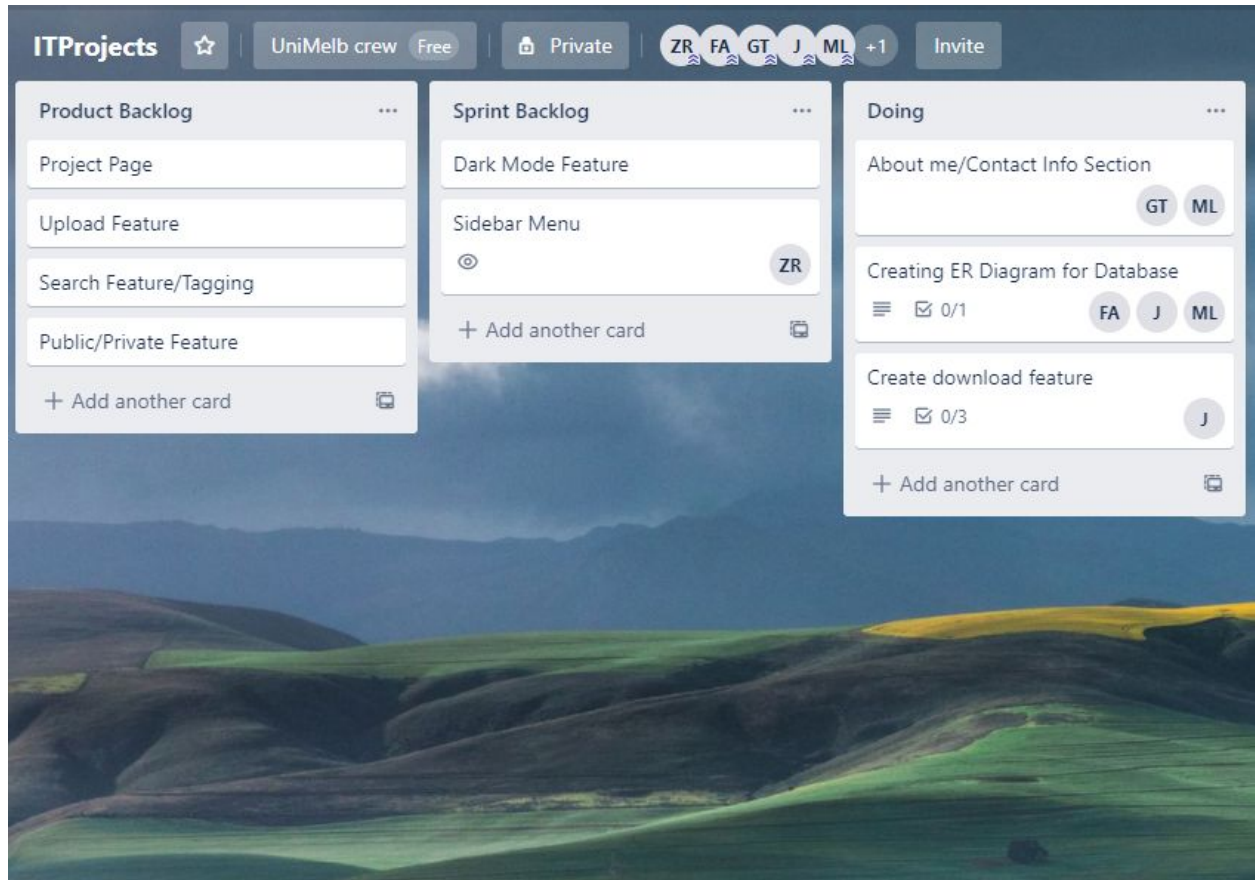 ITProjects UniMelb crew Free Private ZR FA GT J ML +1 Invite
Product Backlog
Project Page
Upload Feature
Search Feature/Tagging
Public/Private Feature
+ Add another card
Sprint Backlog
Dark Mode Feature
Sidebar Menu
ZR
+ Add another card
Doing
About me/Contact Info Section
GT ML
Creating ER Diagram for Database
0/1 FA J ML
Create download feature
0/3 J
+ Add another card